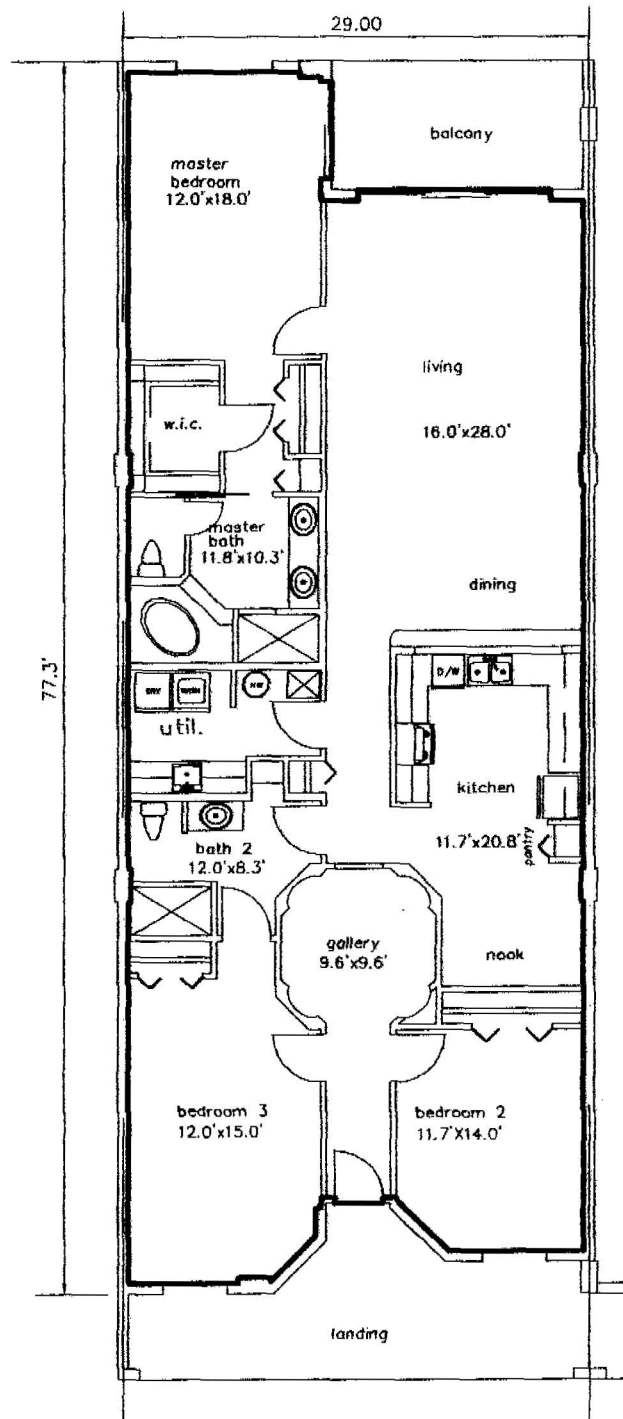 29.00
balcony
master
bedroom
12.0'x18.0'
living
w.i.c.
16.0'x28.0'
master
bath
11.8'x10.3'
dining
77.3'
HW
D/W
util.
kitchen
11.7'x20.8'
pantry
bath 2
12.0'x8.3'
gallery
9.6'x9.6'
nook
bedroom 3
12.0'x15.0'
bedroom 2
11.7'X14.0'
landing